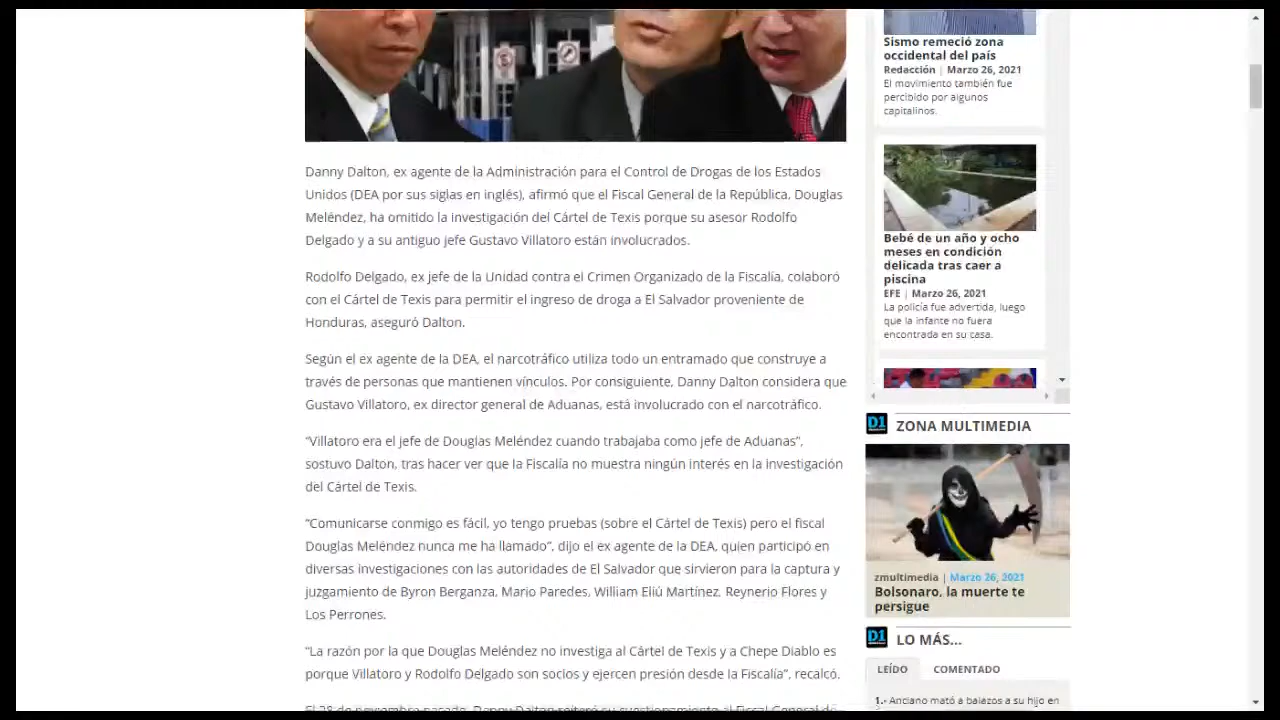 Danny Dalton, ex agente de la Administración para el Control de Drogas de los Estados
Unidos (DEA por sus siglas en inglés), afirmó que el Fiscal General de la República, Douglas
Meléndez, ha omitido la investigación del Cártel de Texis porque su asesor Rodolfo
Delgado y a su antiguo jefe Gustavo Villatoro están involucrados.
Rodolfo Delgado, ex jefe de la Unidad contra el Crimen Organizado de la Fiscalía, colaboró
con el Cártel de Texis para permitir el ingreso de droga a El Salvador proveniente de
Honduras, aseguró Dalton.
Según el ex agente de la DEA, el narcotráfico utiliza todo un entramado que construye a
través de personas que mantienen vínculos. Por consiguiente, Danny Dalton considera que
Gustavo Villatoro, ex director general de Aduanas, está involucrado con el narcotráfico.
“Villatoro era el jefe de Douglas Meléndez cuando trabajaba como jefe de Aduanas”,
sostuvo Dalton, tras hacer ver que la Fiscalía no muestra ningún interés en la investigación
del Cártel de Texis.
“Comunicarse conmigo es fácil, yo tengo pruebas (sobre el Cártel de Texis) pero el fiscal
Douglas Meléndez nunca me ha llamado”, dijo el ex agente de la DEA, quien participó en
diversas investigaciones con las autoridades de El Salvador que sirvieron para la captura y
juzgamiento de Byron Berganza, Mario Paredes, William Eliú Martínez, Reynerio Flores y
Los Perrones.
“La razón por la que Douglas Meléndez no investiga al Cártel de Texis y a Chepe Diablo es
porque Villatoro y Rodolfo Delgado son socios y ejercen presión desde la Fiscalía”, recalcó.
El 28 de noviembre pasado, Danny Dalton reiteró su cuestionamiento al Fiscal General de
Sismo remeció zona
occidental del país
Redacción | Marzo 26, 2021
El movimiento también fue
percibido por algunos
capitalinos.
Bebé de un año y ocho
meses en condición
delicada tras caer a
piscina
EFE | Marzo 26, 2021
La policía fue advertida, luego
que la infante no fuera
encontrada en su casa.
D1 ZONA MULTIMEDIA
zmultimedia | Marzo 26, 2021
Bolsonaro, la muerte te
persigue
D1 LO MÁS...
LEÍDO COMENTADO
1.- Anciano mató a balazos a su hijo en